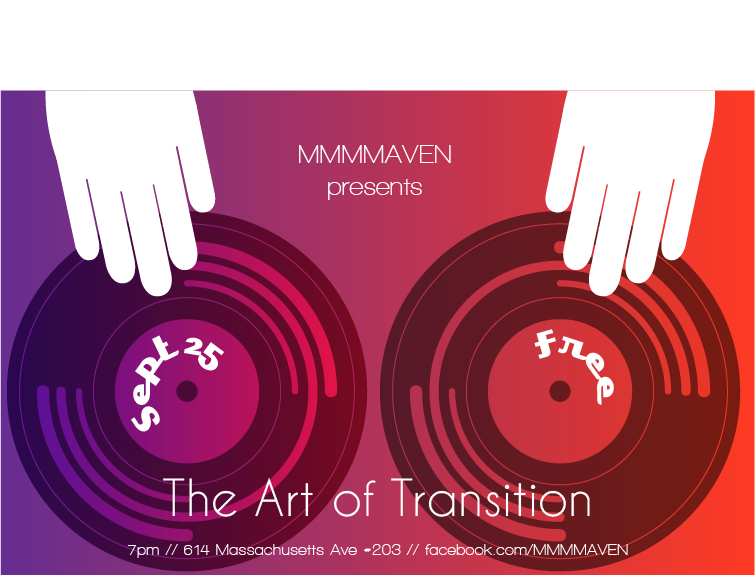 MMMMAVEN
presents
sept 25
free
The Art of Transition
7pm // 614 Massachusetts Ave #203 // facebook.com/MMMMAVEN